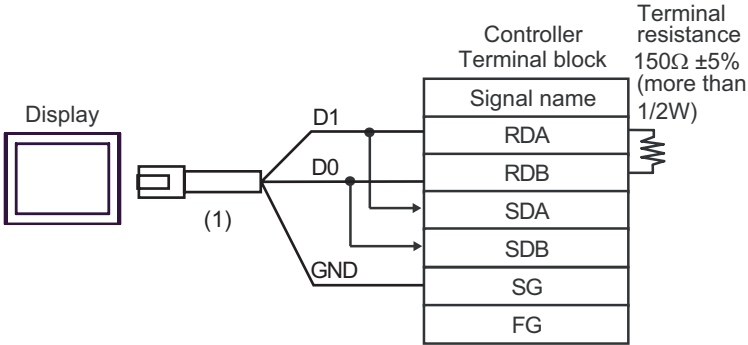 Display
(1)
D1
D0
GND
Controller
Terminal block
Signal name
RDA
RDB
SDA
SDB
SG
FG
Terminal
resistance
150Ω ±5%
(more than
1/2W)